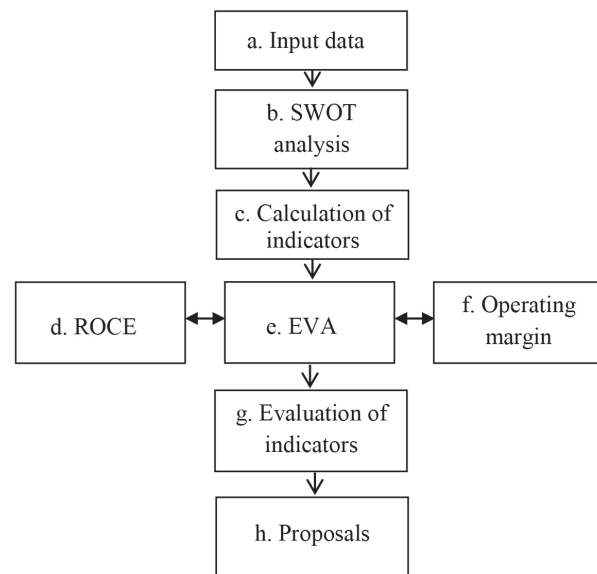 a. Input data
b. SWOT
analysis
c. Calculation of
indicators
d. ROCE
e. EVA
f. Operating
margin
g. Evaluation of
indicators
h. Proposals